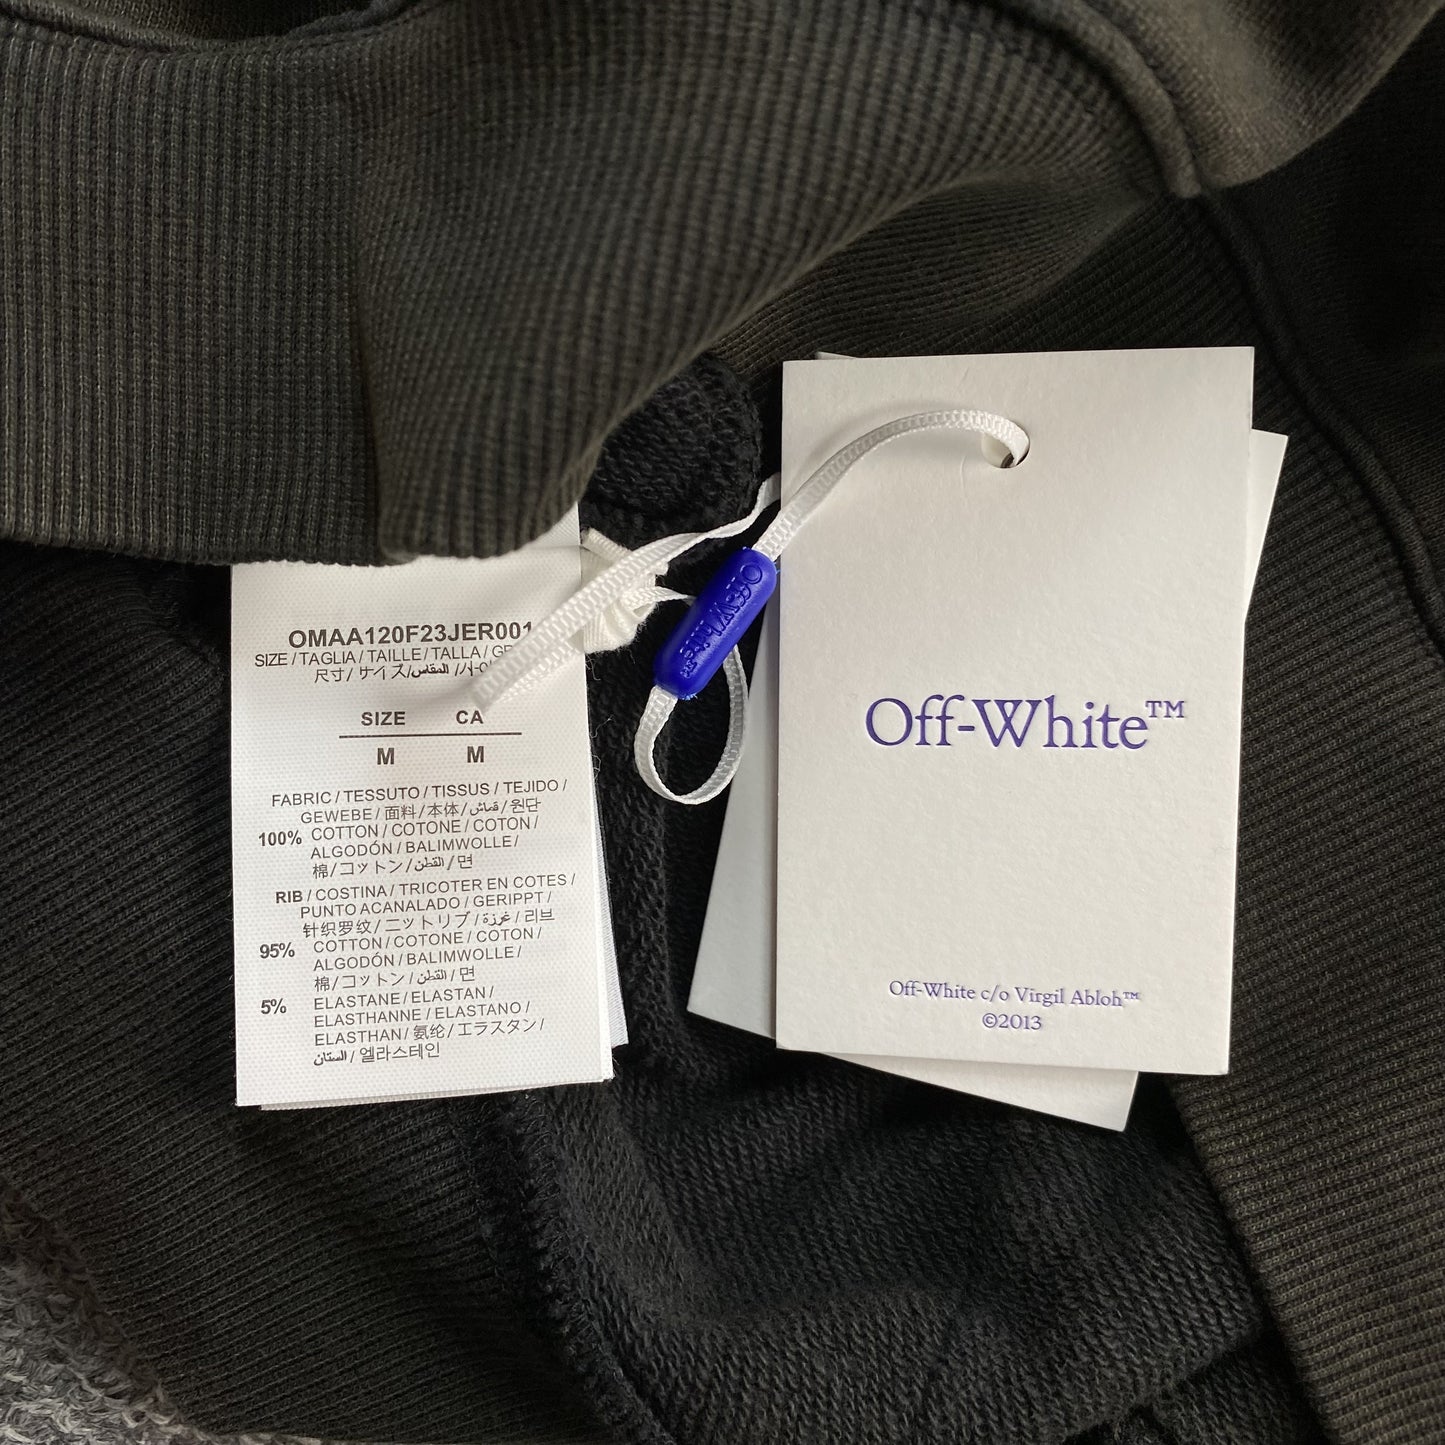 OMAA120F23JER001
SIZE / TAGLIA / TAILLE / TALLA /
尺寸 / サイズ / المقاس /
SIZE CA
M M
FABRIC / TESSUTO / TISSUS / TEJIDO /
GEWEBE / 面料 / 本体 / قماش / 원단
100% COTTON / COTONE / COTON /
ALGODÓN / BALIMWOLLE /
棉 / コットン / القطن / 면
RIB / COSTINA / TRICOTER EN COTES /
PUNTO ACANALADO / GERIPPT /
针织罗纹 / ニットリブ / غرزة / 리브
95% COTTON / COTONE / COTON /
ALGODÓN / BALIMWOLLE /
棉 / コットン / القطن / 면
5% ELASTANE / ELASTAN /
ELASTHANNE / ELASTANO /
ELASTHAN / 氨纶 / エラスタン /
الستان / 엘라스테인
Off-White™
Off-White™
Off-White c/o Virgil Abloh™
©2013